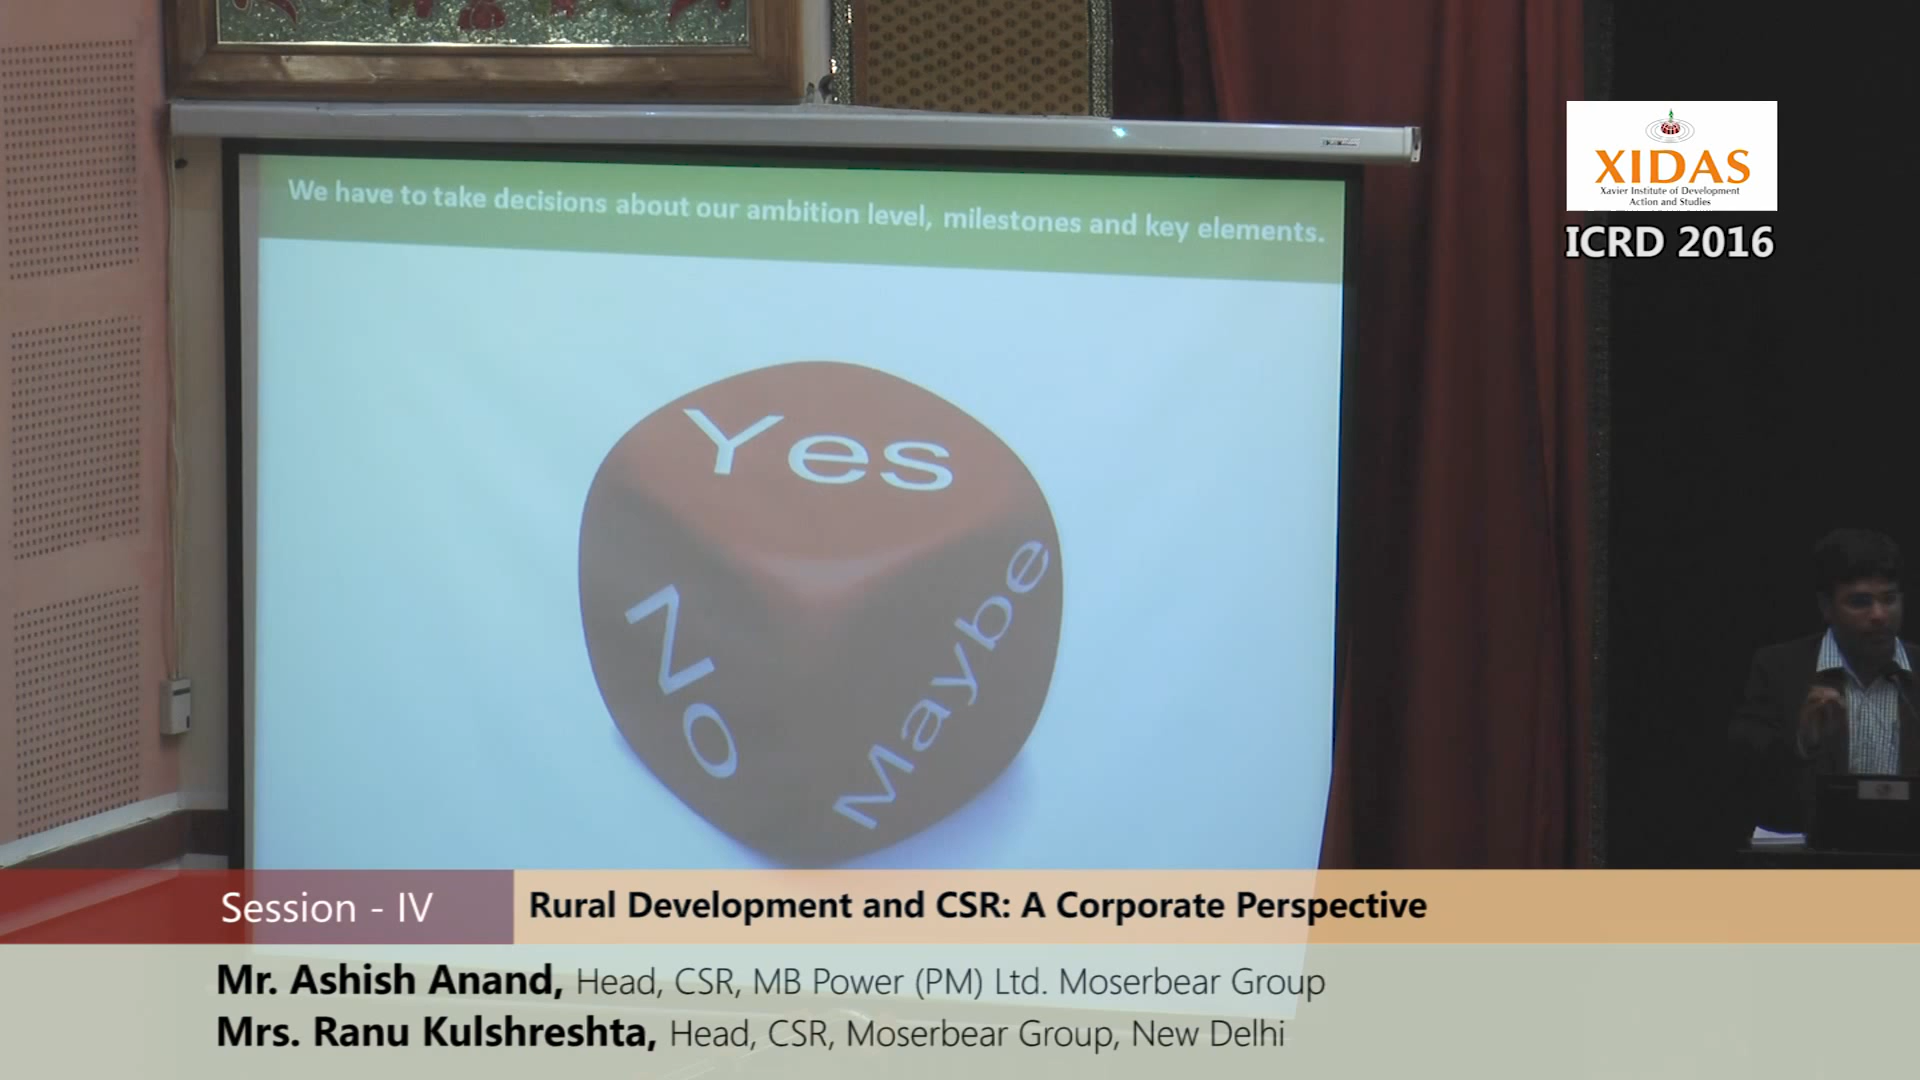 We have to take decisions about our ambition level, milestones and key elements.
Yes
No
Maybe
XIDAS
Xavier Institute of Development
Action and Studies
ICRD 2016
Session - IV
Rural Development and CSR: A Corporate Perspective
Mr. Ashish Anand, Head, CSR, MB Power (PM) Ltd. Moserbear Group
Mrs. Ranu Kulshreshta, Head, CSR, Moserbear Group, New Delhi